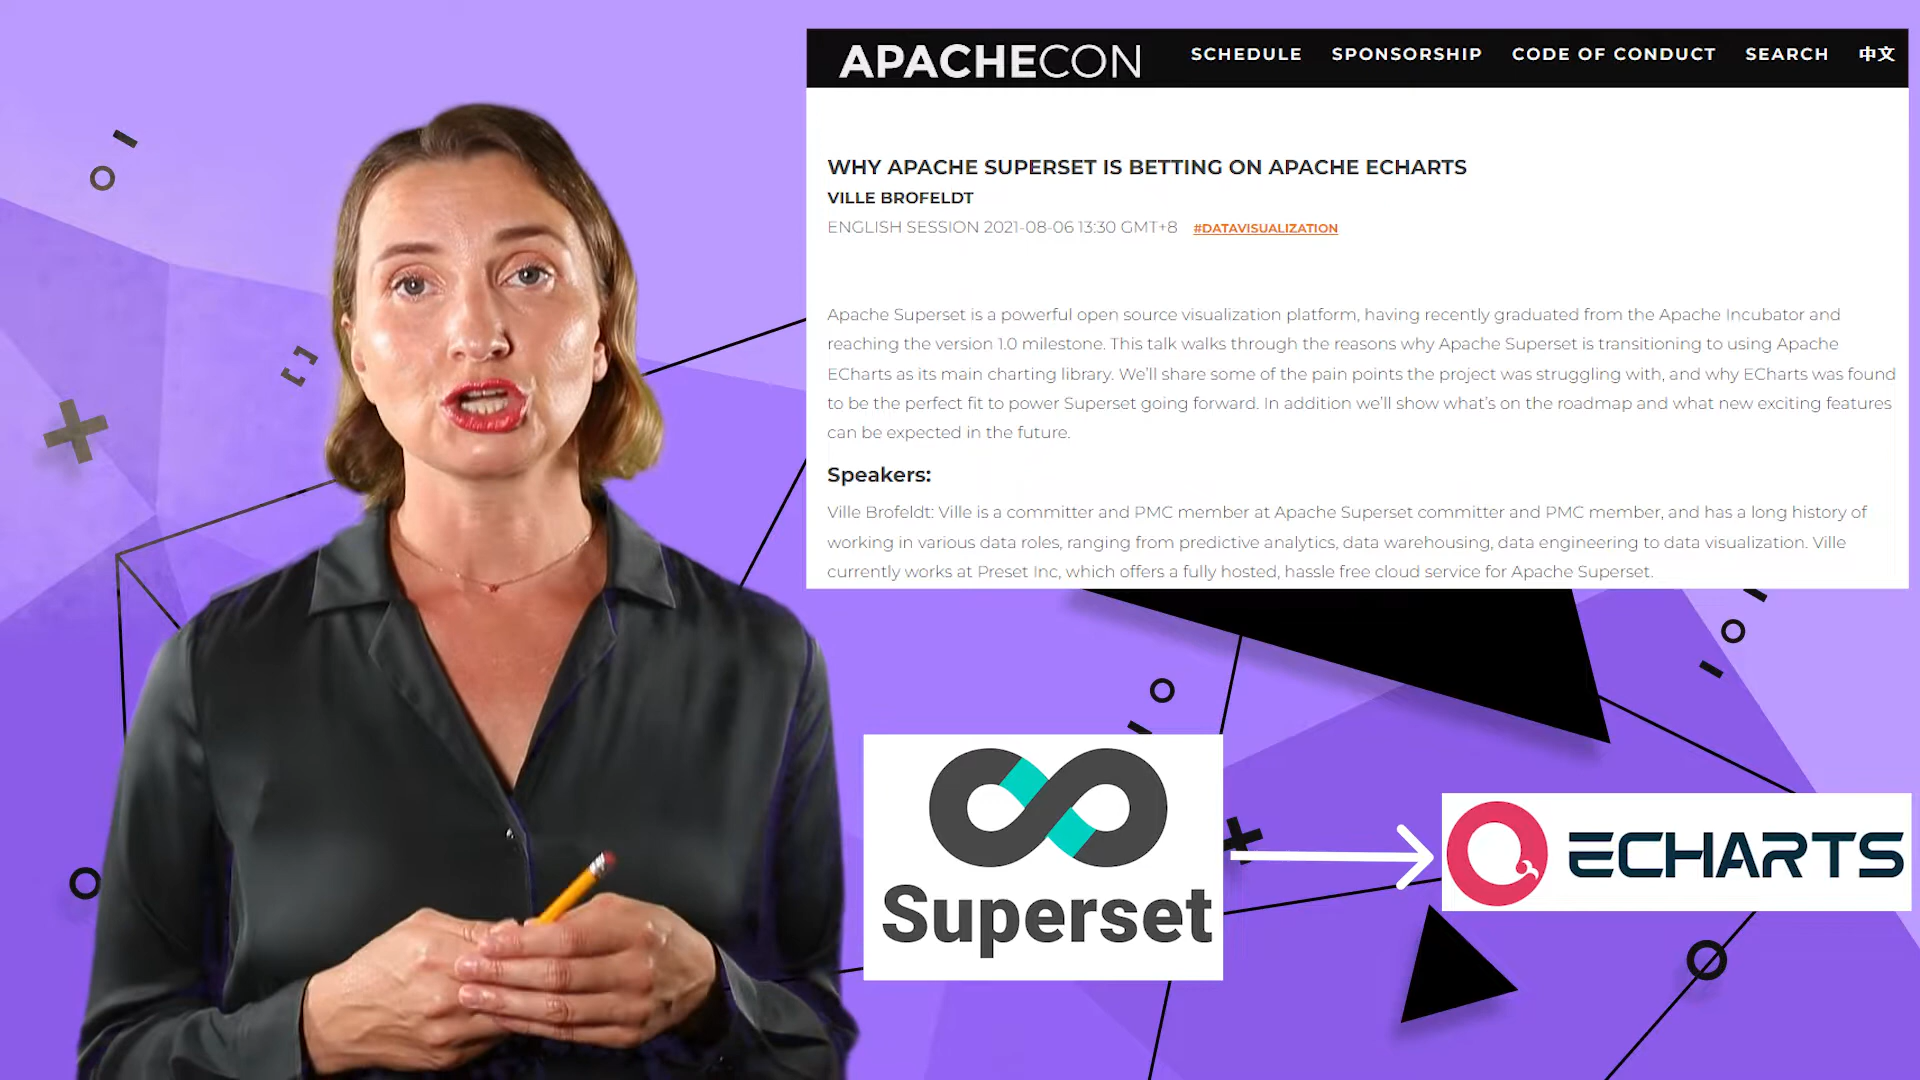 APACHECON SCHEDULE SPONSORSHIP CODE OF CONDUCT SEARCH 中文
WHY APACHE SUPERSET IS BETTING ON APACHE ECHARTS
VILLE BROFELDT
ENGLISH SESSION 2021-08-06 13:30 GMT+8 #DATAVISUALIZATION
Apache Superset is a powerful open source visualization platform, having recently graduated from the Apache Incubator and
reaching the version 1.0 milestone. This talk walks through the reasons why Apache Superset is transitioning to using Apache
ECharts as its main charting library. We'll share some of the pain points the project was struggling with, and why ECharts was found
to be the perfect fit to power Superset going forward. In addition we'll show what's on the roadmap and what new exciting features
can be expected in the future.
Speakers:
Ville Brofeldt: Ville is a committer and PMC member at Apache Superset committer and PMC member, and has a long history of
working in various data roles, ranging from predictive analytics, data warehousing, data engineering to data visualization. Ville
currently works at Preset Inc, which offers a fully hosted, hassle free cloud service for Apache Superset.
Superset
ECHARTS